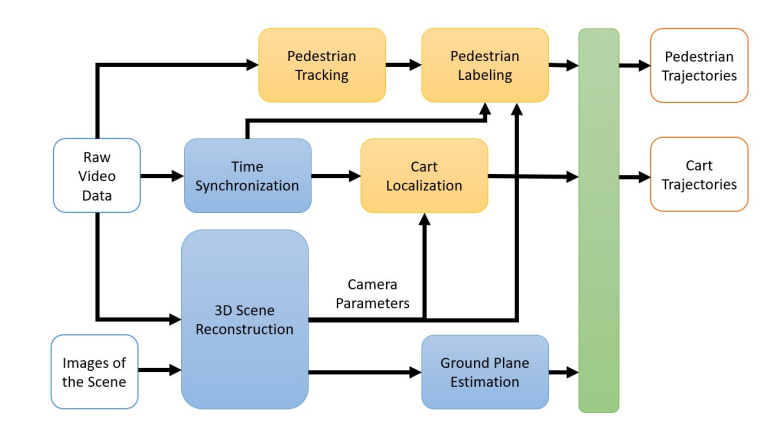 Pedestrian
Tracking
Pedestrian
Labeling
Pedestrian
Trajectories
Raw
Video
Data
Time
Synchronization
Cart
Localization
Cart
Trajectories
3D Scene
Reconstruction
Camera
Parameters
Images of
the Scene
Ground Plane
Estimation